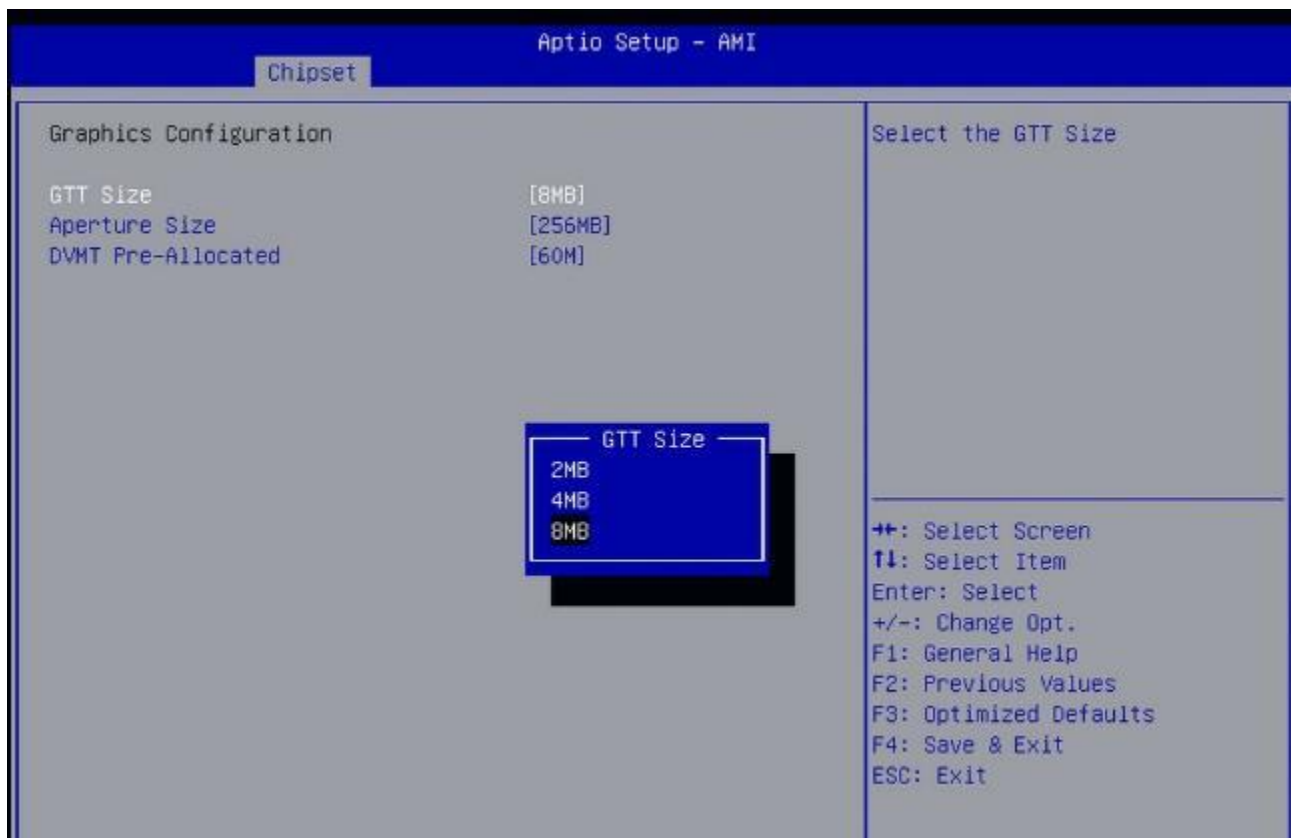 Aptio Setup – AMI
Chipset
Graphics Configuration
GTT Size [8MB]
Aperture Size [256MB]
DVMT Pre-Allocated [60M]
Select the GTT Size
GTT Size
2MB
4MB
8MB
→←: Select Screen
↑↓: Select Item
Enter: Select
+/-: Change Opt.
F1: General Help
F2: Previous Values
F3: Optimized Defaults
F4: Save & Exit
ESC: Exit